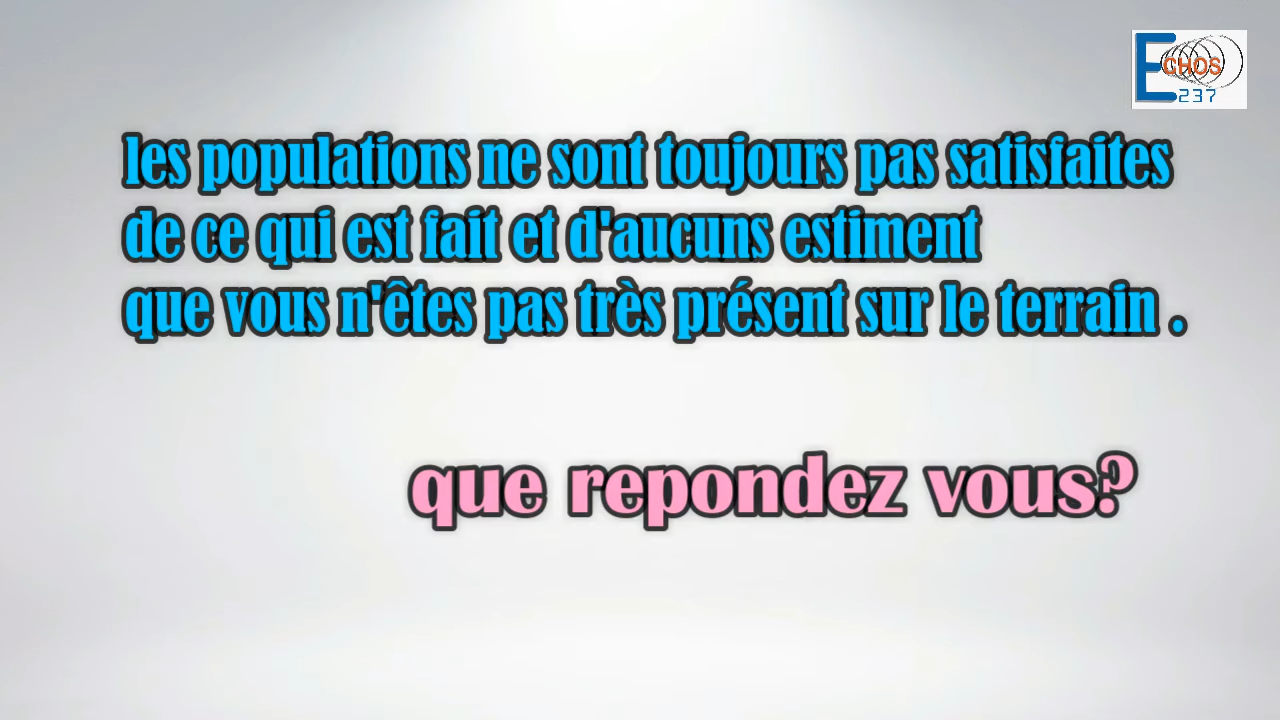 ECHOS
237
les populations ne sont toujours pas satisfaites
de ce qui est fait et d'aucuns estiment
que vous n'êtes pas très présent sur le terrain .
que repondez vous?